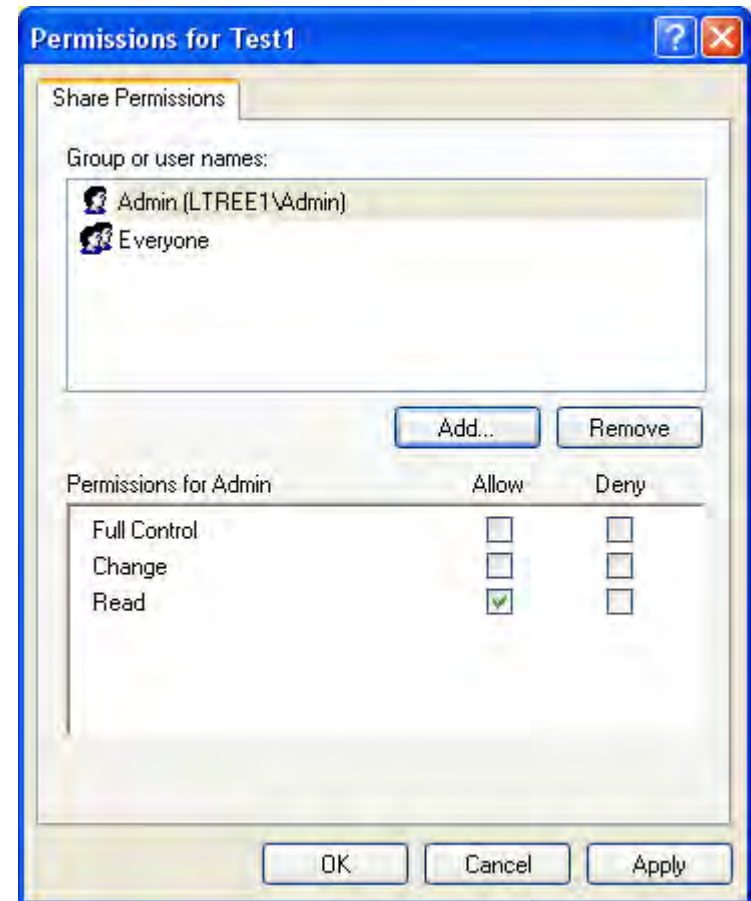 Permissions for Test1
Share Permissions
Group or user names:
Admin (LTREE1\Admin)
Everyone
Add... Remove
Permissions for Admin Allow Deny
Full Control
Change
Read
OK Cancel Apply